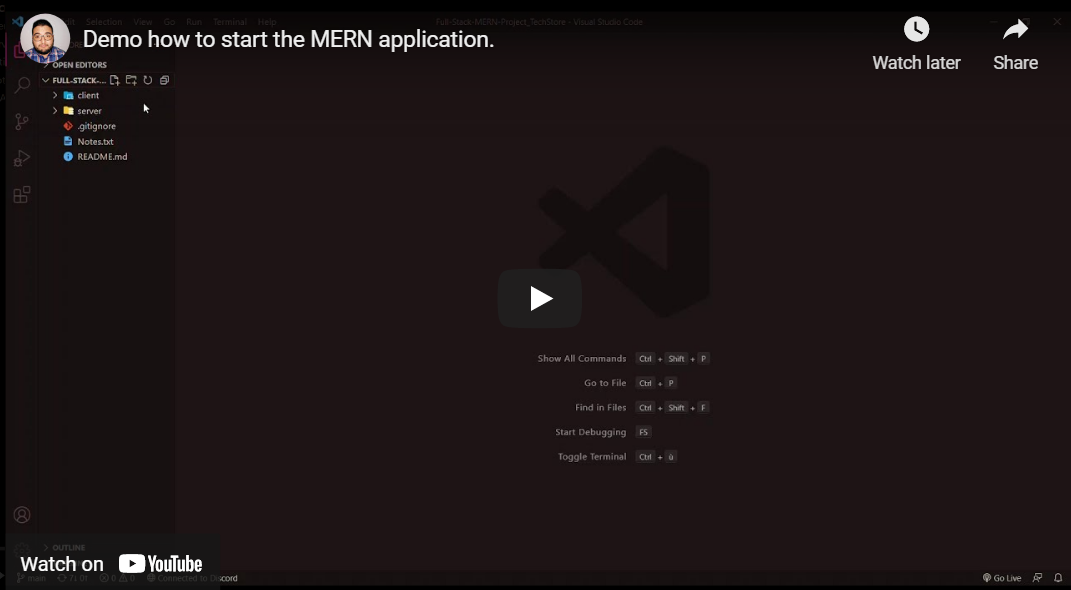 Edit Selection View Go Run Terminal Help
Full-Stack-MERN-Project_TechStore - Visual Studio Code
Demo how to start the MERN application.
Watch later
Share
OPEN EDITORS
FULL-STACK-...
client
server
.gitignore
Notes.txt
README.md
Show All Commands Ctrl + Shift + P
Go to File Ctrl + P
Find in Files Ctrl + Shift + F
Start Debugging F5
Toggle Terminal Ctrl + ù
OUTLINE
Watch on YouTube
main
0 0
Connected to Discord
Go Live